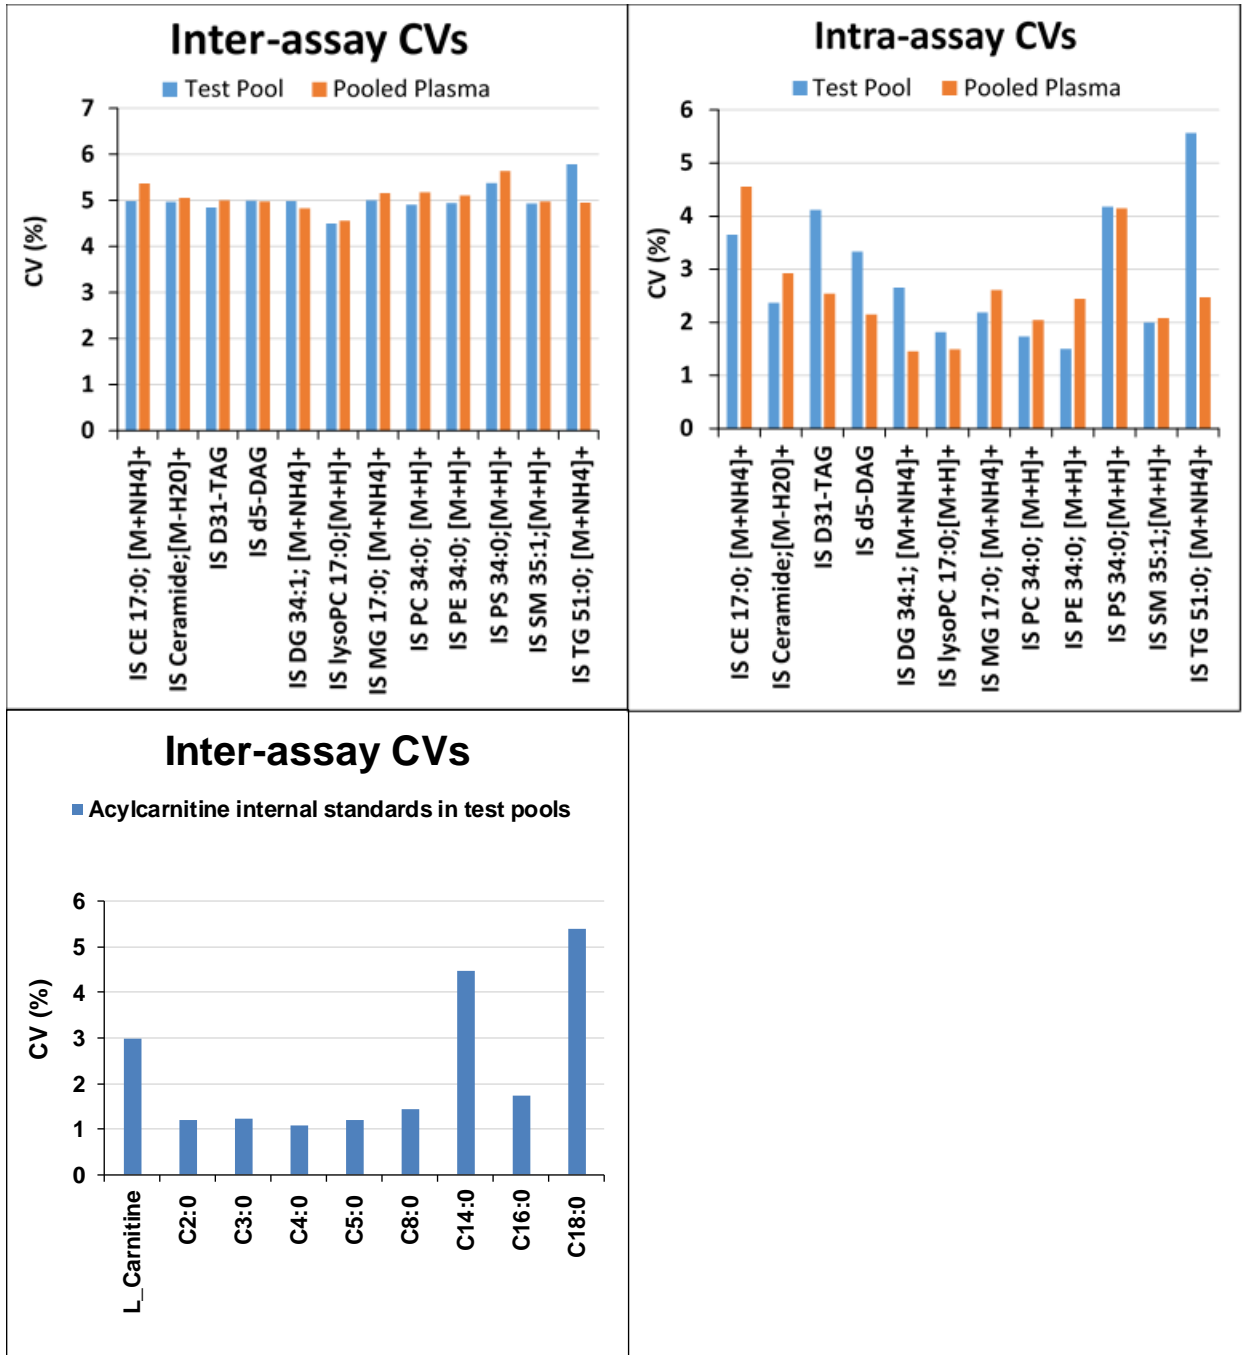 Inter-assay CVs
Test Pool Pooled Plasma
CV (%)
7
6
5
4
3
2
1
0
IS CE 17:0; [M+NH4]+
IS Ceramide;[M-H20]+
IS D31-TAG
IS d5-DAG
IS DG 34:1; [M+NH4]+
IS lysoPC 17:0;[M+H]+
IS MG 17:0; [M+NH4]+
IS PC 34:0; [M+H]+
IS PE 34:0; [M+H]+
IS PS 34:0;[M+H]+
IS SM 35:1;[M+H]+
IS TG 51:0; [M+NH4]+
Intra-assay CVs
Test Pool Pooled Plasma
CV (%)
6
5
4
3
2
1
0
IS CE 17:0; [M+NH4]+
IS Ceramide;[M-H20]+
IS D31-TAG
IS d5-DAG
IS DG 34:1; [M+NH4]+
IS lysoPC 17:0;[M+H]+
IS MG 17:0; [M+NH4]+
IS PC 34:0; [M+H]+
IS PE 34:0; [M+H]+
IS PS 34:0;[M+H]+
IS SM 35:1;[M+H]+
IS TG 51:0; [M+NH4]+
Inter-assay CVs
Acylcarnitine internal standards in test pools
CV (%)
6
5
4
3
2
1
0
L_Carnitine
C2:0
C3:0
C4:0
C5:0
C8:0
C14:0
C16:0
C18:0